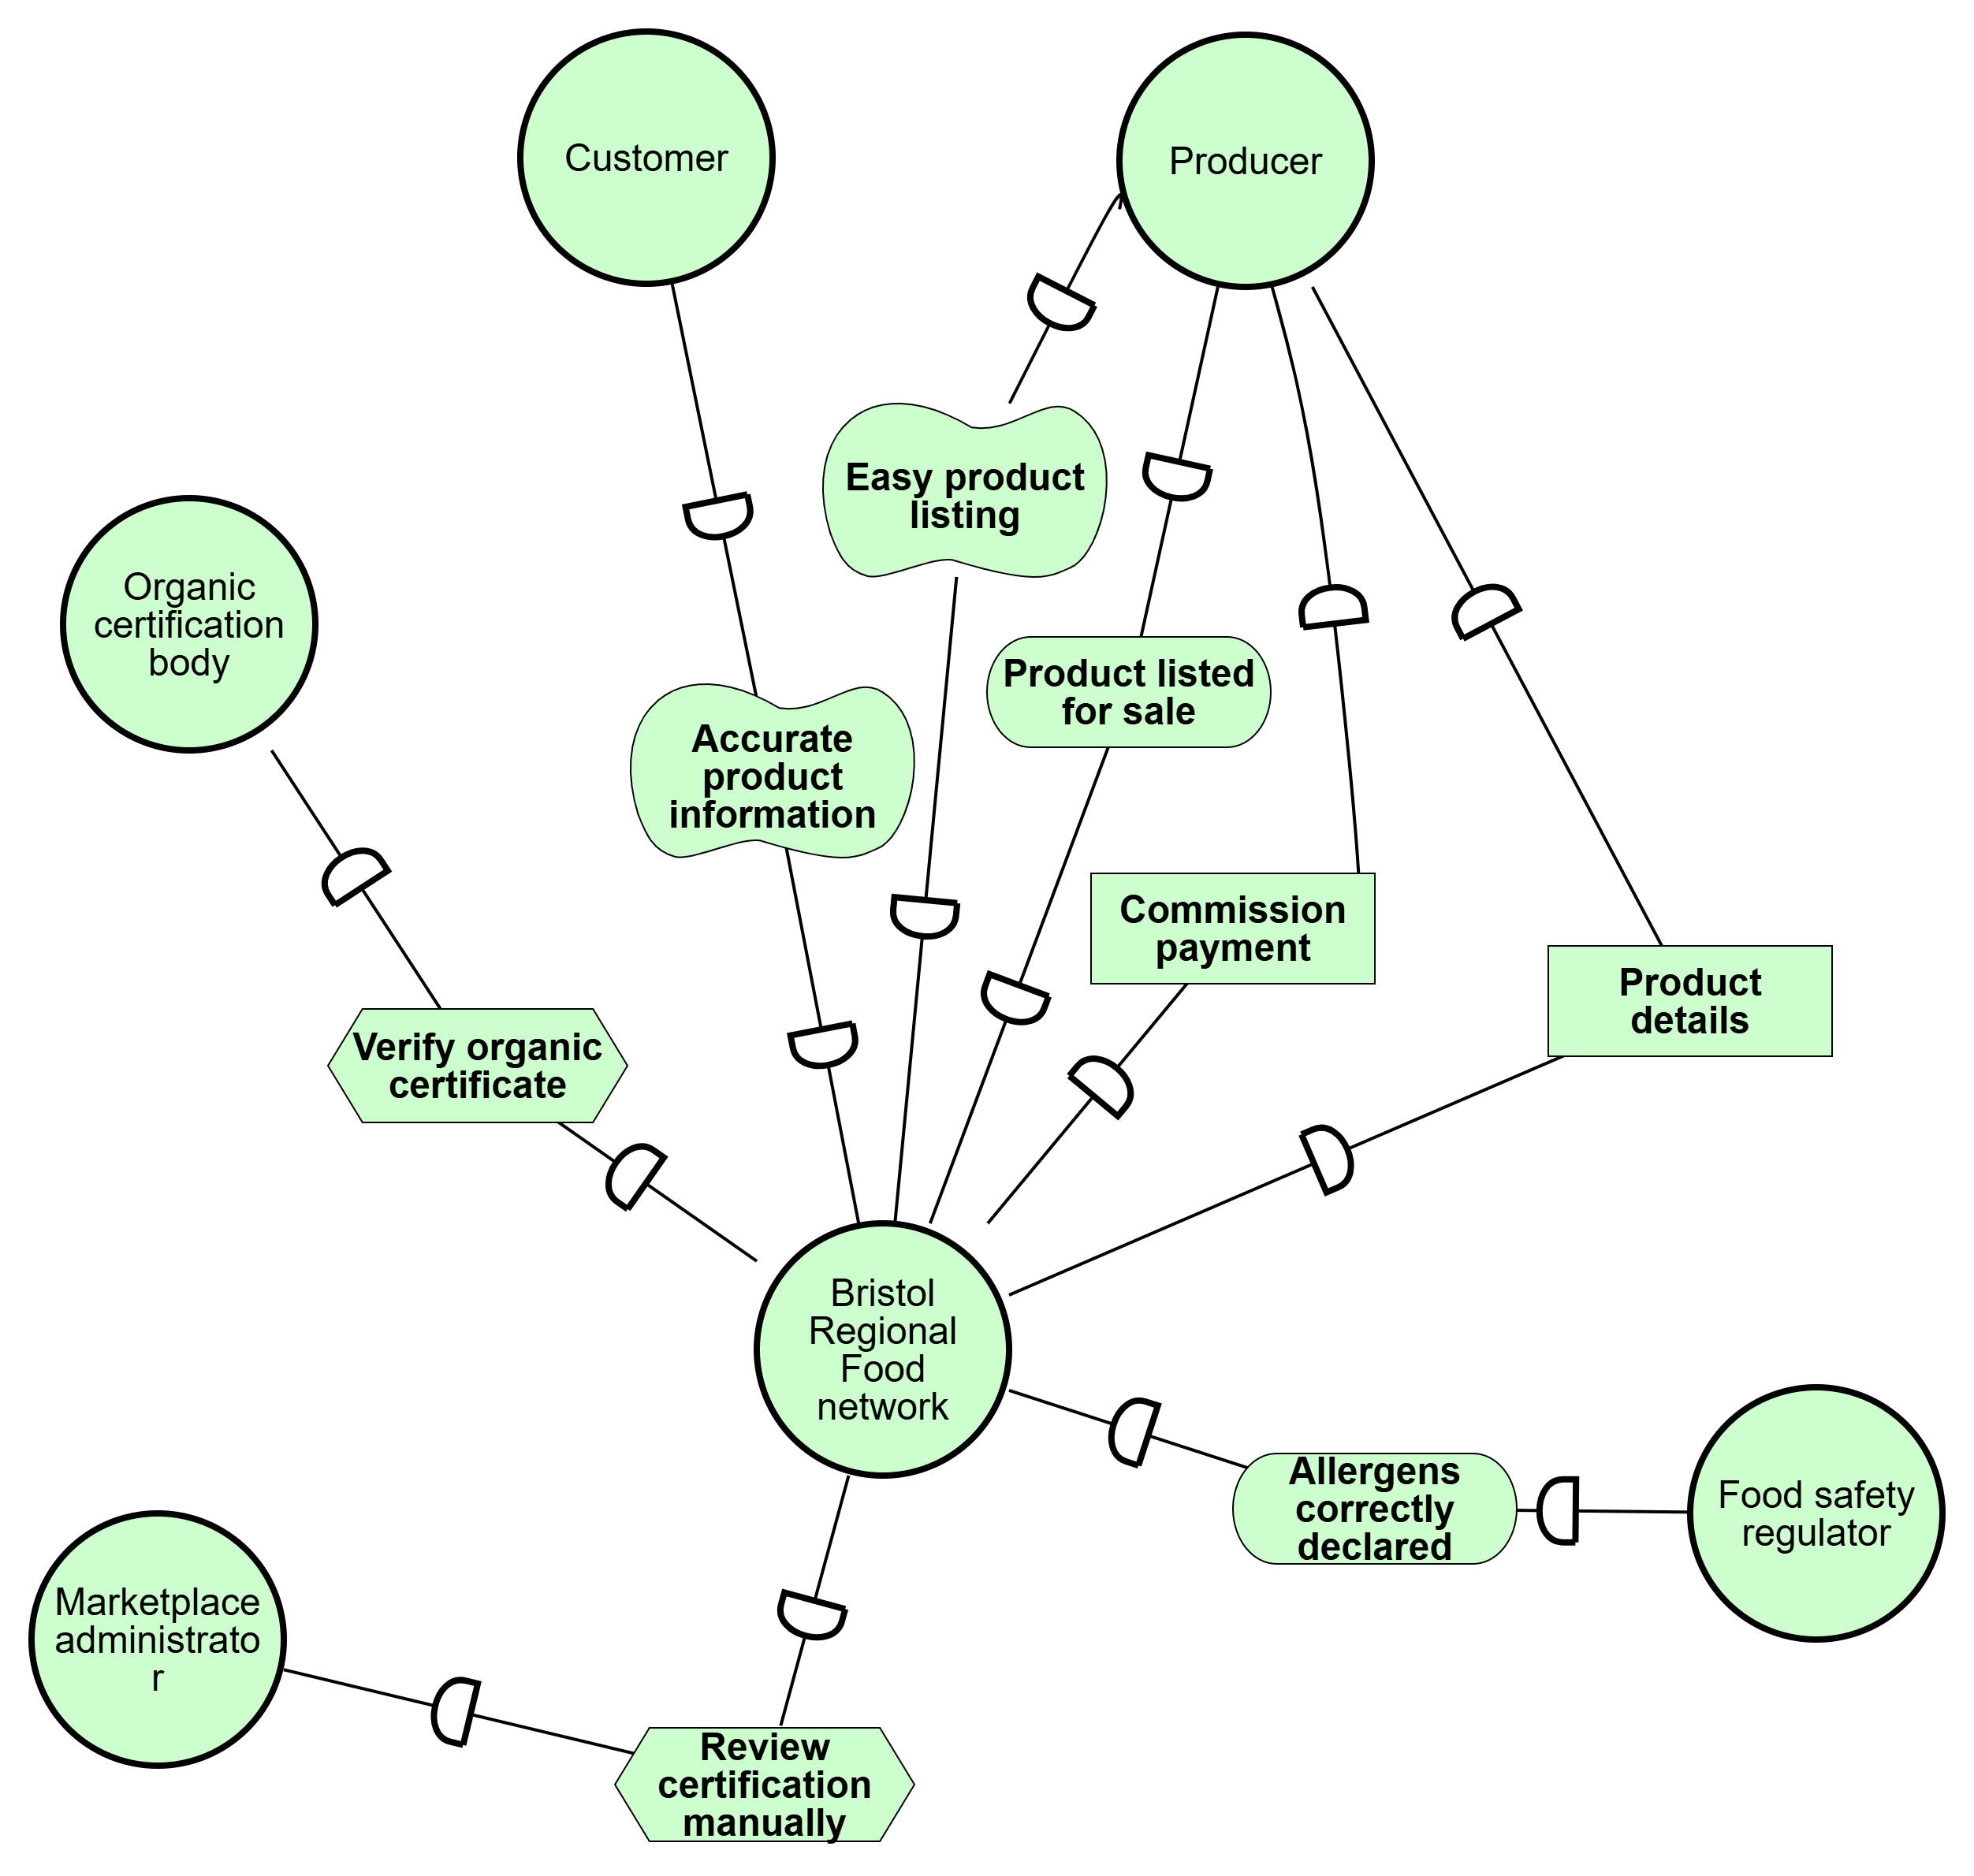 Customer
Producer
Easy product
listing
Organic
certification
body
Product listed
for sale
Accurate
product
information
Commission
payment
Product
details
Verify organic
certificate
Bristol
Regional
Food
network
Allergens
correctly
declared
Food safety
regulator
Marketplace
administrato
r
Review
certification
manually